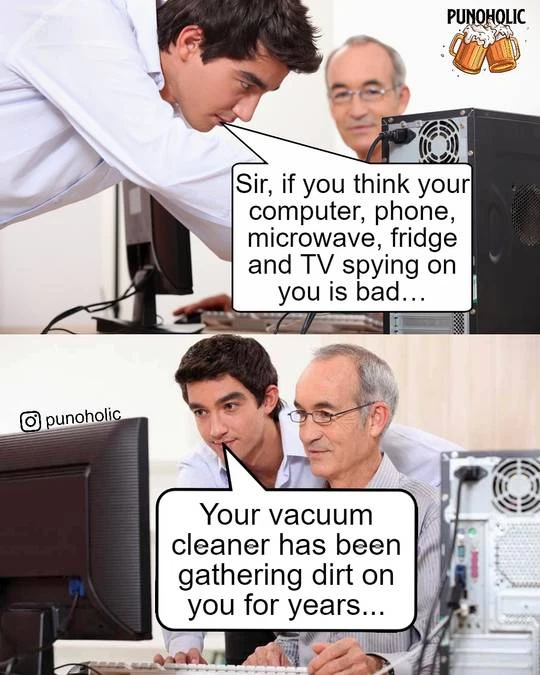 PUNOHOLIC
Sir, if you think your
computer, phone,
microwave, fridge
and TV spying on
you is bad...
punoholic
Your vacuum
cleaner has been
gathering dirt on
you for years...